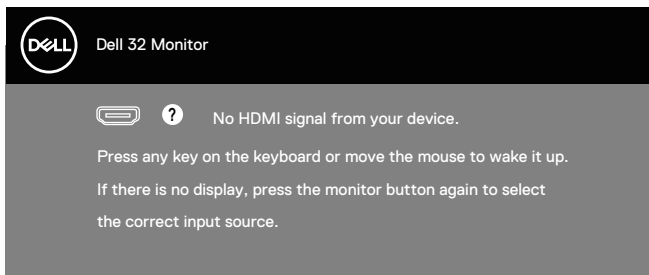 DELL
Dell 32 Monitor
? No HDMI signal from your device.
Press any key on the keyboard or move the mouse to wake it up.
If there is no display, press the monitor button again to select
the correct input source.